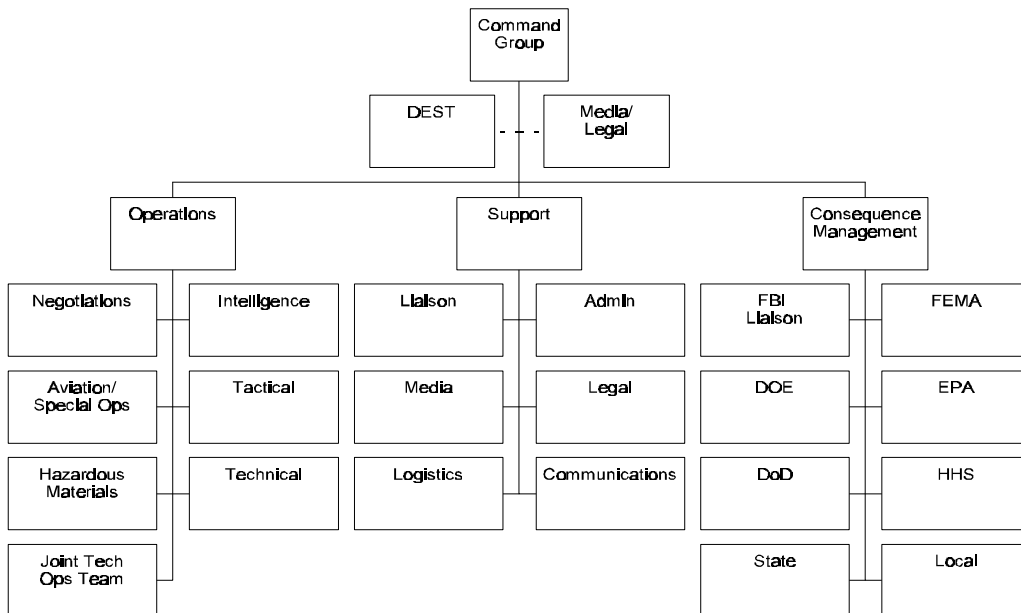 Command
Group
DEST
Media/
Legal
Operations
Support
Consequence
Management
Negotiations
Intelligence
Liaison
Admin
FBI
Liaison
FEMA
Aviation/
Special Ops
Tactical
Media
Legal
DOE
EPA
Hazardous
Materials
Technical
Logistics
Communications
DoD
HHS
Joint Tech
Ops Team
State
Local